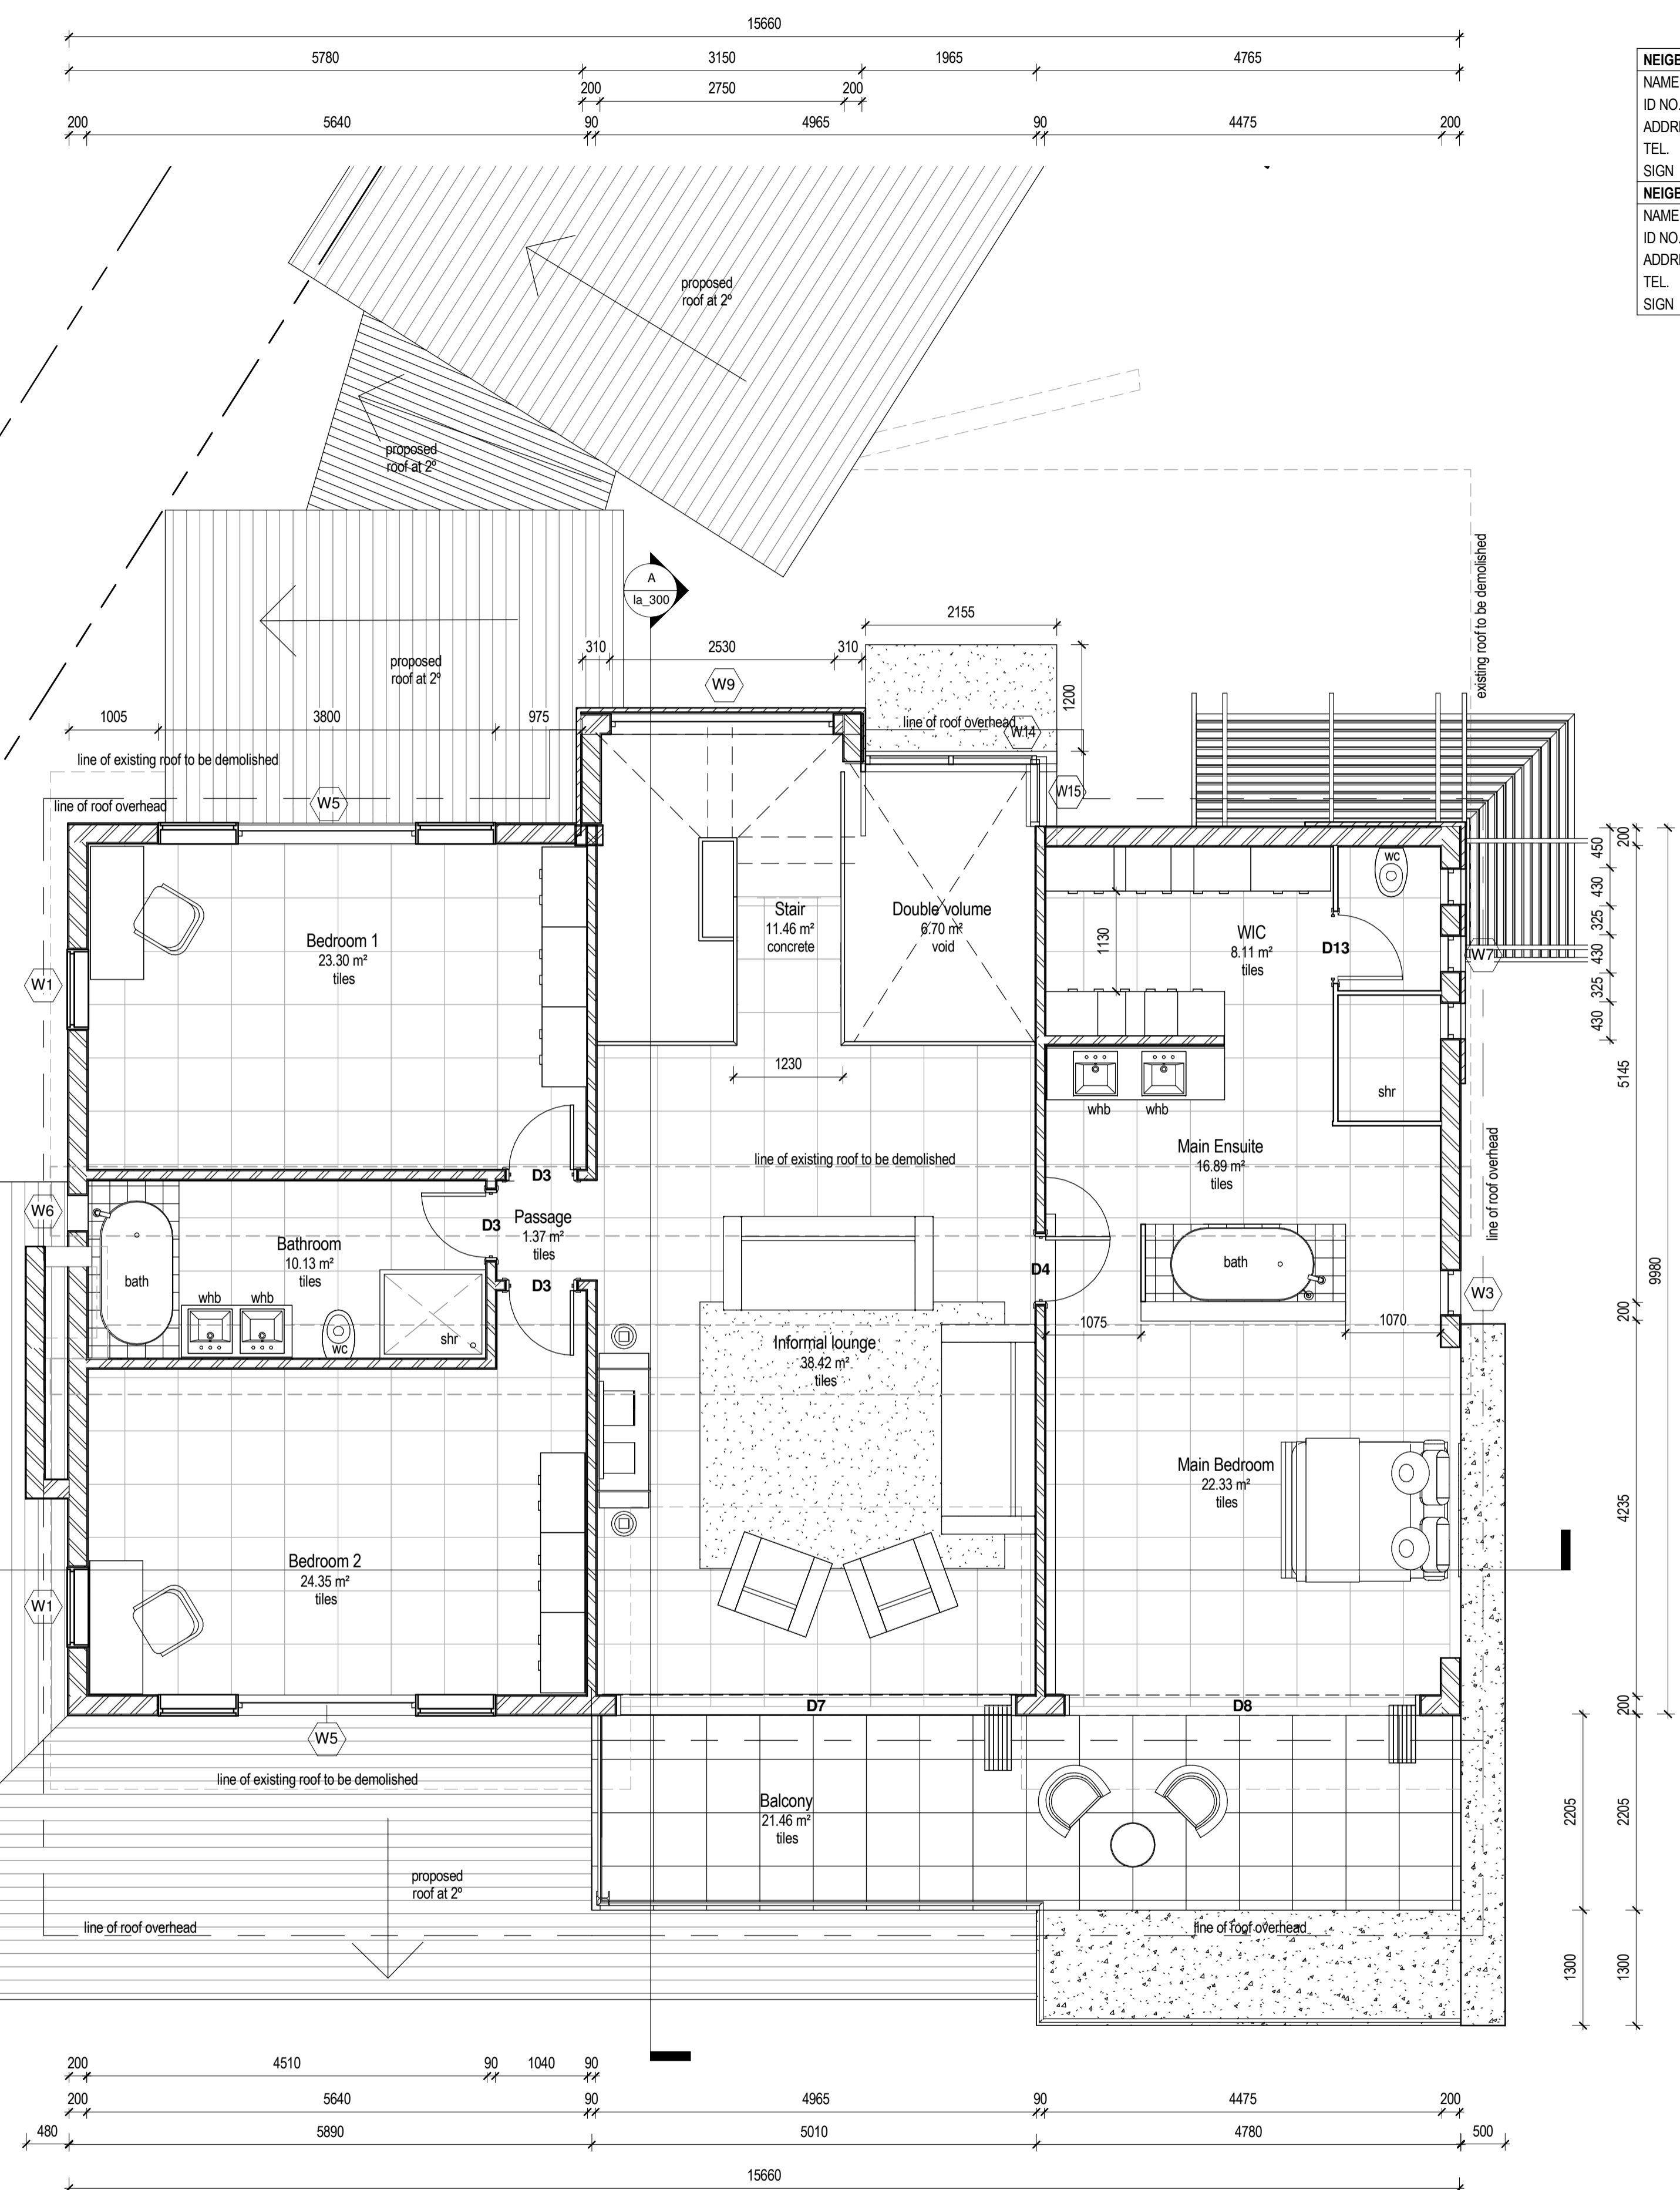 15660
5780 3150 1965 4765
200 2750 200
200 5640 90 4965 90 4475 200
NAME
ID NO.
TEL.
SIGN
NAME
ID NO.
TEL.
SIGN
proposed
roof at 2º
proposed
roof at 2º
existing roof to be demolished
A
la_300
2155
310 2530 310
proposed
roof at 2º
W9
1200
1005 3800 975
line of roof overhead
W14
line of existing roof to be demolished
W15
line of roof overhead
W5
200
450
430
325
430
325
430
wc
Stair
11.46 m²
concrete
Double volume
6.70 m²
void
WIC
8.11 m²
tiles
1130
D13
W7
Bedroom 1
23.30 m²
tiles
W1
1230
5145
shr
whb whb
Main Ensuite
16.89 m²
tiles
line of roof overhead
line of existing roof to be demolished
D3
W6
D3
Passage
1.37 m²
tiles
Bathroom
10.13 m²
tiles
bath
D3
D4
bath
9980
W3
whb whb
wc
shr
1075
1070
200
Informal lounge
38.42 m²
tiles
Main Bedroom
22.33 m²
tiles
4235
Bedroom 2
24.35 m²
tiles
W1
D7
D8
200
W5
line of existing roof to be demolished
Balcony
21.46 m²
tiles
2205
2205
proposed
roof at 2º
line of roof overhead
line of roof overhead
1300
1300
200 4510 90 1040 90
200 5640 90 4965 90 4475 200
480 5890 5010 4780 500
15660